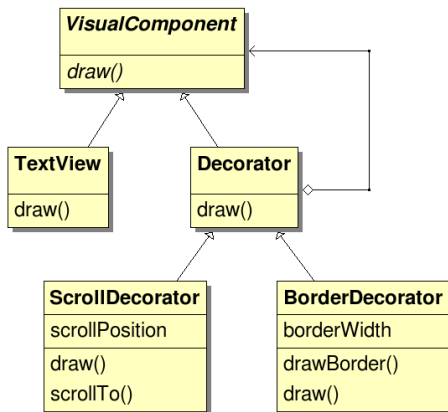 VisualComponent
draw()
TextView
draw()
Decorator
draw()
ScrollDecorator
scrollPosition
draw()
scrollTo()
BorderDecorator
borderWidth
drawBorder()
draw()